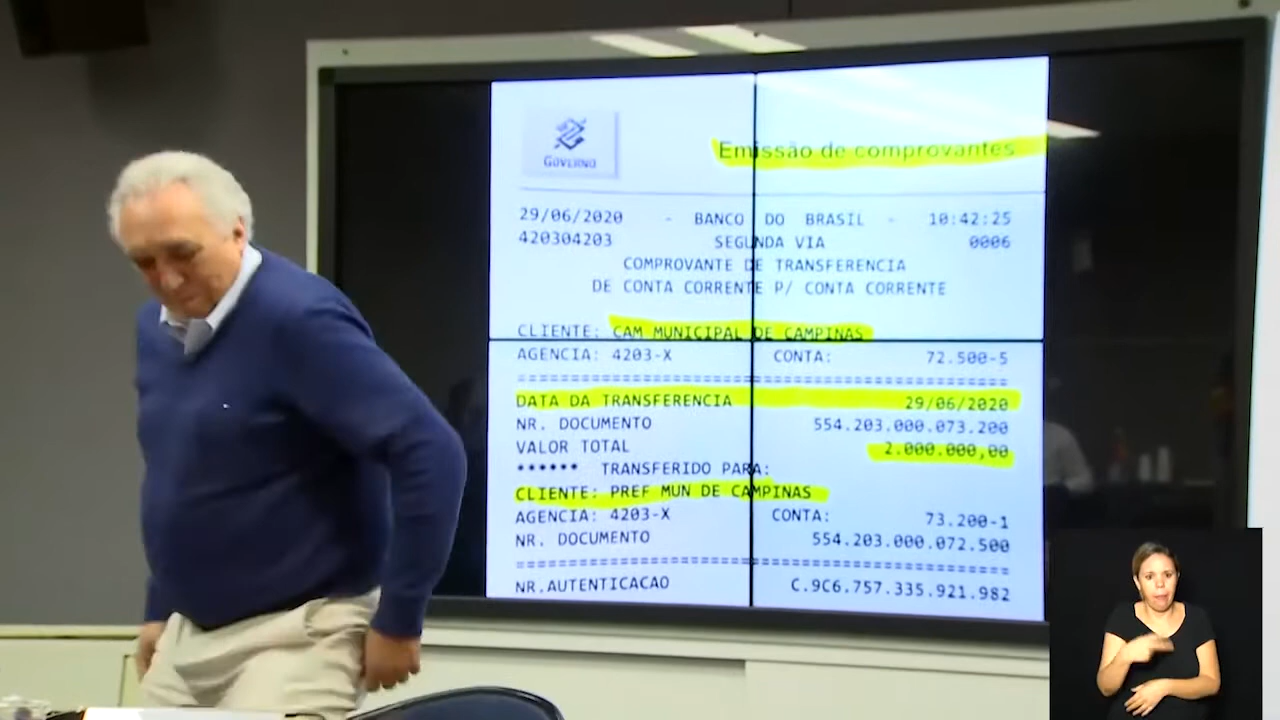 GOVERNO
Emissão de comprovantes
29/06/2020 - BANCO DO BRASIL - 10:42:25
420304203 SEGUNDA VIA 0006
COMPROVANTE DE TRANSFERENCIA
DE CONTA CORRENTE P/ CONTA CORRENTE
CLIENTE: CAM MUNICIPAL DE CAMPINAS
AGENCIA: 4203-X CONTA: 72.500-5
DATA DA TRANSFERENCIA 29/06/2020
NR. DOCUMENTO 554.203.000.073.200
VALOR TOTAL 2.000.000,00
****** TRANSFERIDO PARA:
CLIENTE: PREF MUN DE CAMPINAS
AGENCIA: 4203-X CONTA: 73.200-1
NR. DOCUMENTO 554.203.000.072.500
NR.AUTENTICACAO C.9C6.757.335.921.982